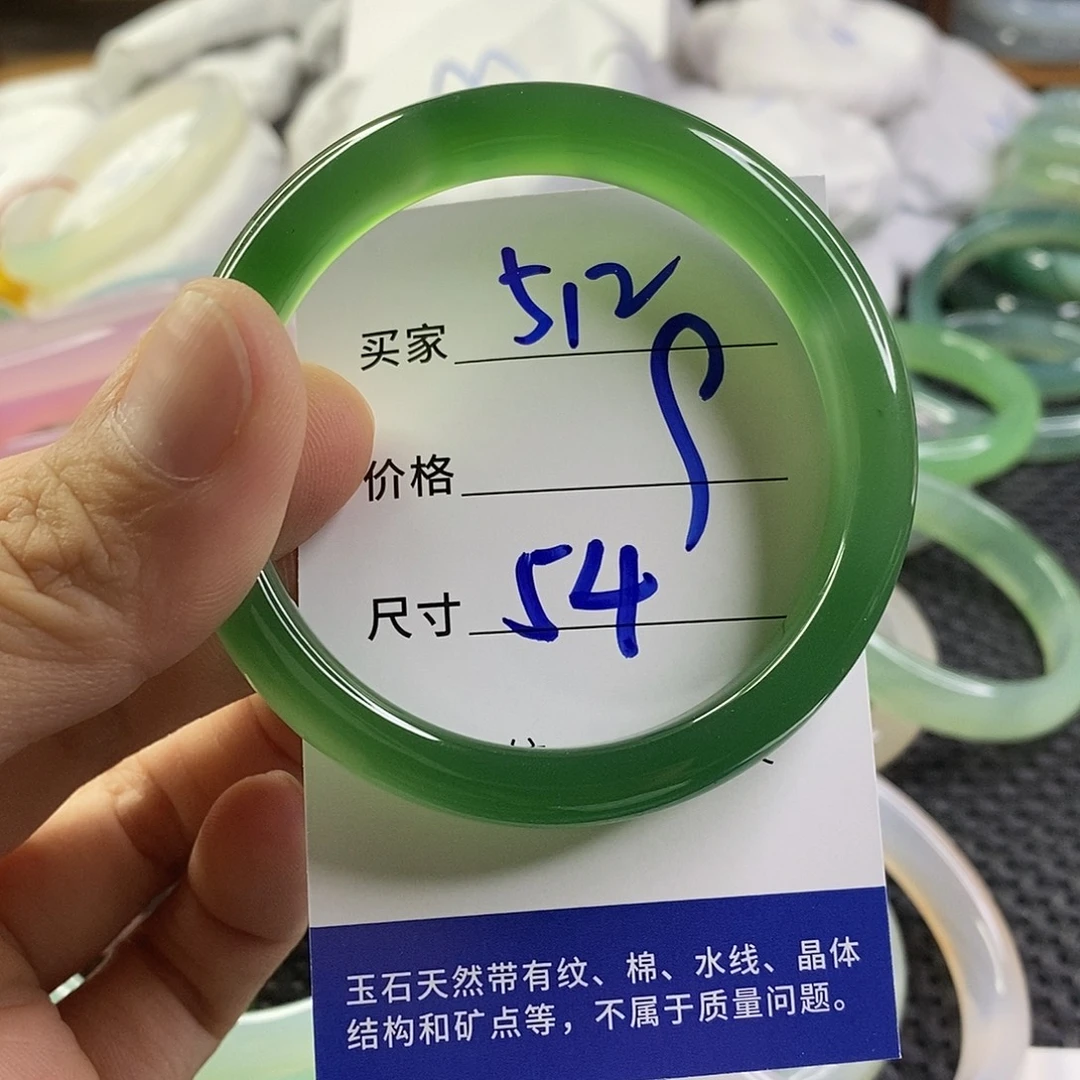 买家 512
价格
尺寸 54
玉石天然带有纹、棉、水线、晶体
结构和矿点等，不属于质量问题。